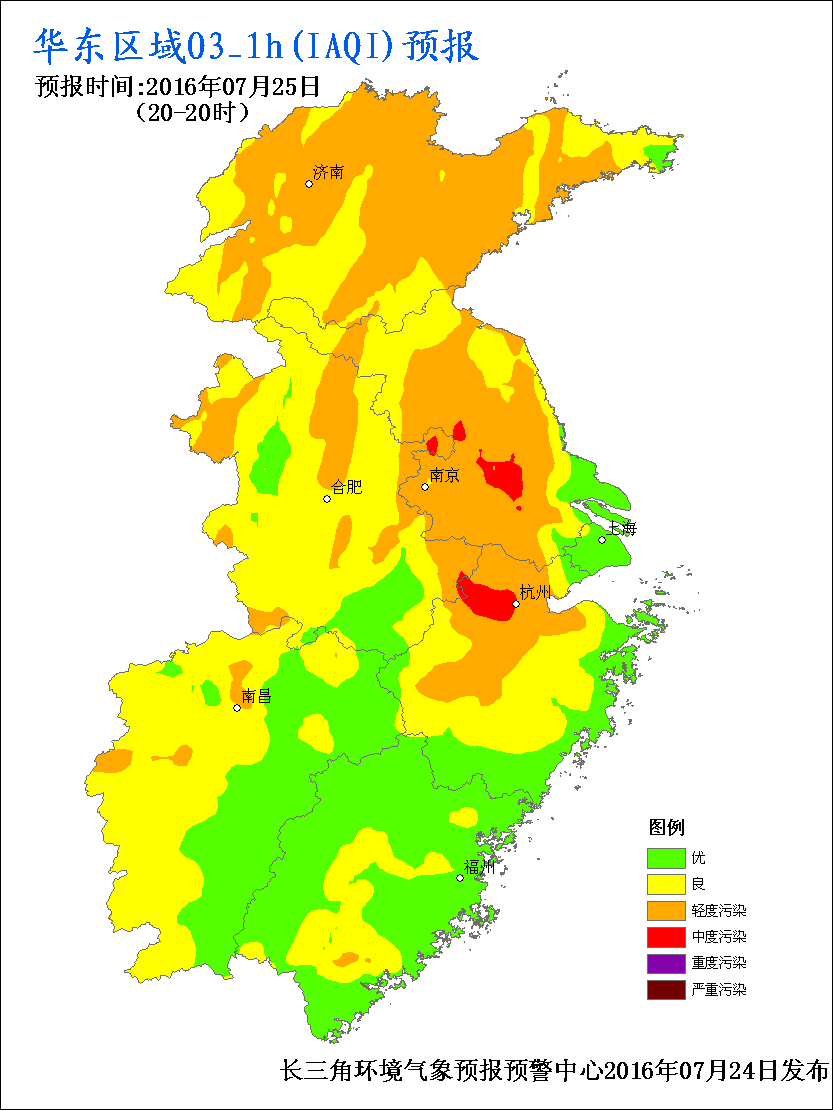 华东区域O3_1h(IAQI)预报
预报时间:2016年07月25日
（20-20时）
济南
合肥
南京
上海
杭州
南昌
福州
图例
优
良
轻度污染
中度污染
重度污染
严重污染
长三角环境气象预报预警中心2016年07月24日发布